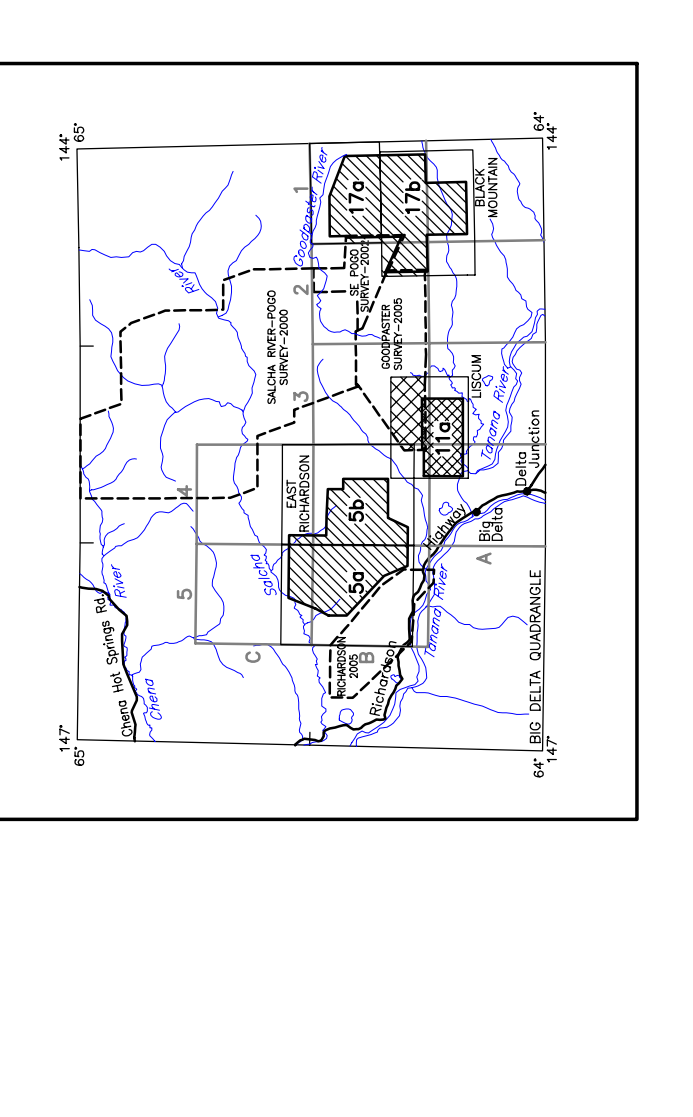 147°
65°
144°
65°
Chena Hot Springs Rd.
River
Chena
River
5
4
C
Salcha
SALCHA RIVER–POGO
SURVEY–2000
EAST
RICHARDSON
3
2
1
Goodpaster River
RICHARDSON
2005
B
5a
5b
SE POGO
SURVEY–2002
17a
GOODPASTER
SURVEY–2005
17b
Richardson
Highway
Tanana River
11a
LISCUM
BLACK
MOUNTAIN
A
Big
Delta
Tanana River
Delta
Junction
BIG DELTA QUADRANGLE
64°
147°
64°
144°